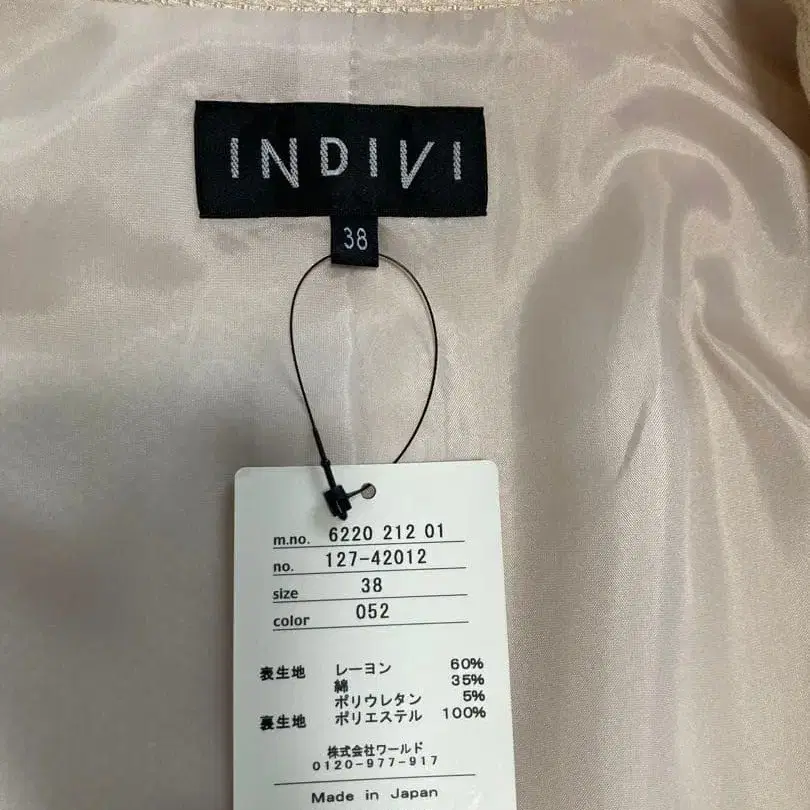 INDIVI
38
m.no. 6220 212 01
no. 127-42012
size 38
color 052
表生地 レーヨン 60%
綿 35%
ポリウレタン 5%
裏生地 ポリエステル 100%
株式会社ワールド
0120-977-917
Made in Japan